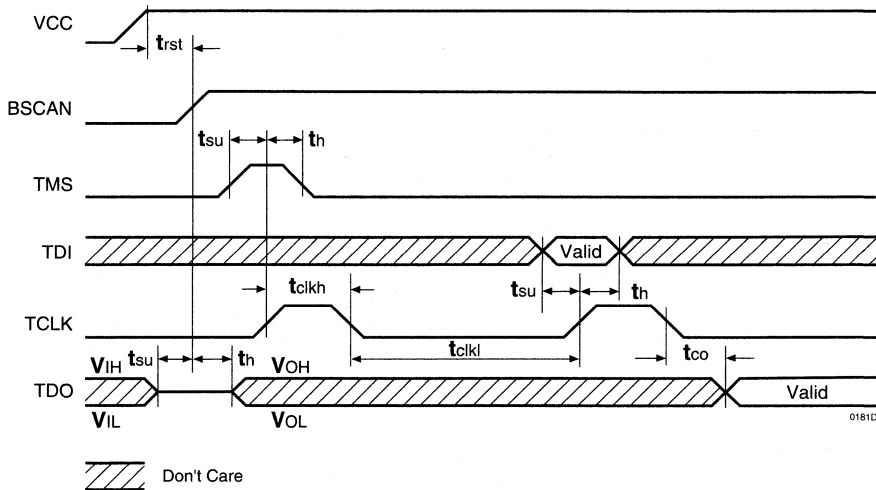 VCC
trst
BSCAN
tsu
th
TMS
TDI
Valid
tclkh
tsu
th
TCLK
tclkl
tco
VIH
tsu
th
VOH
TDO
Valid
VIL
VOL
0181D
Don't Care